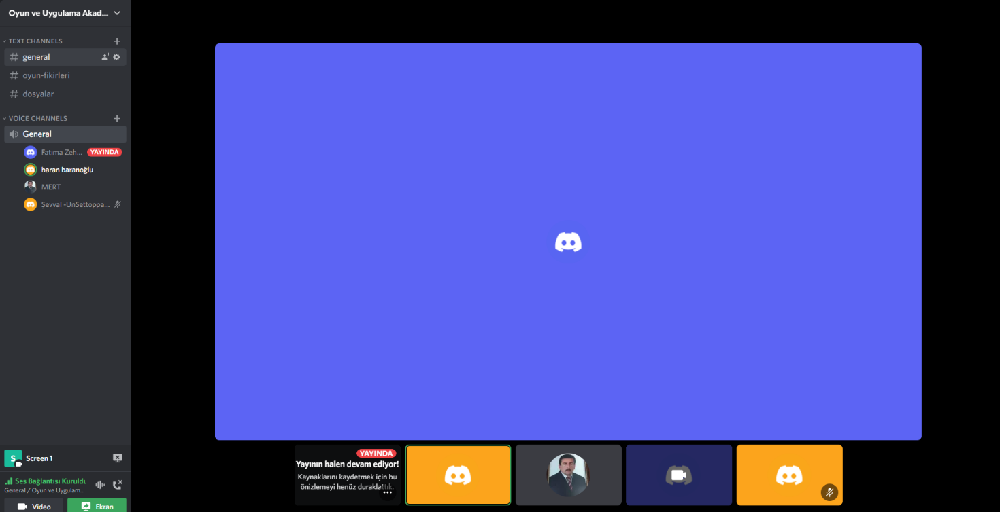 Oyun ve Uygulama Akad...
TEXT CHANNELS
general
oyun-fikirleri
dosyalar
VOİCE CHANNELS
General
Fatıma Zeh... YAYINDA
baran baranoğlu
MERT
Şevval -UnSettoppa...
S Screen 1
Ses Bağlantısı Kuruldu
General / Oyun ve Uygulam...
Video Ekran
YAYINDA
Yayının halen devam ediyor!
Kaynaklarını kaydetmek için bu
önizlemeyi henüz duraklattık.